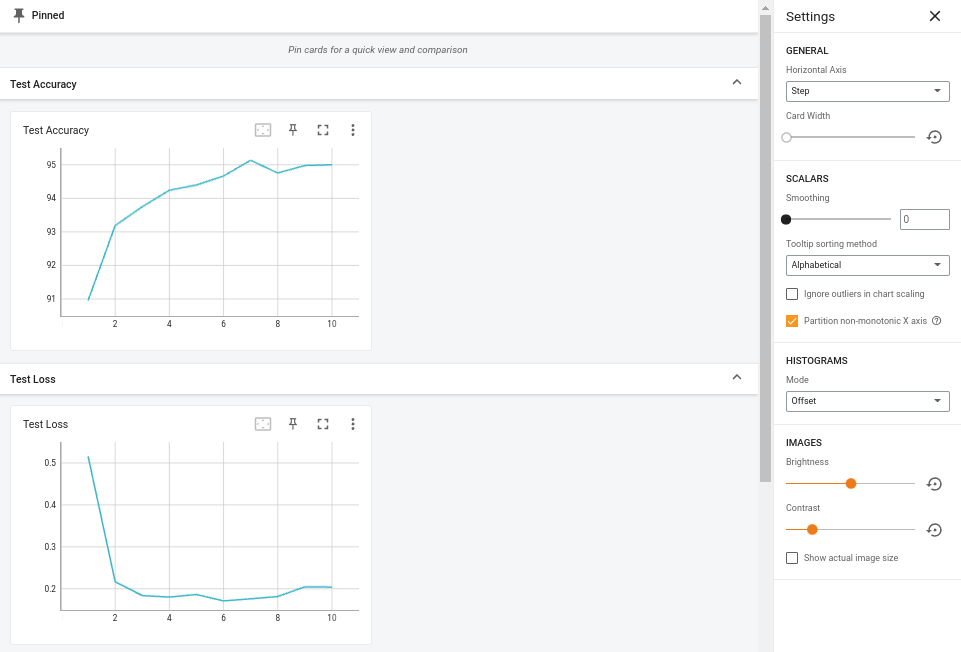 Pinned
Pin cards for a quick view and comparison
Test Accuracy
Test Accuracy
95
94
93
92
91
2 4 6 8 10
Test Loss
Test Loss
0.5
0.4
0.3
0.2
2 4 6 8 10
Settings
GENERAL
Horizontal Axis
Step
Card Width
SCALARS
Smoothing
0
Tooltip sorting method
Alphabetical
Ignore outliers in chart scaling
Partition non-monotonic X axis
HISTOGRAMS
Mode
Offset
IMAGES
Brightness
Contrast
Show actual image size